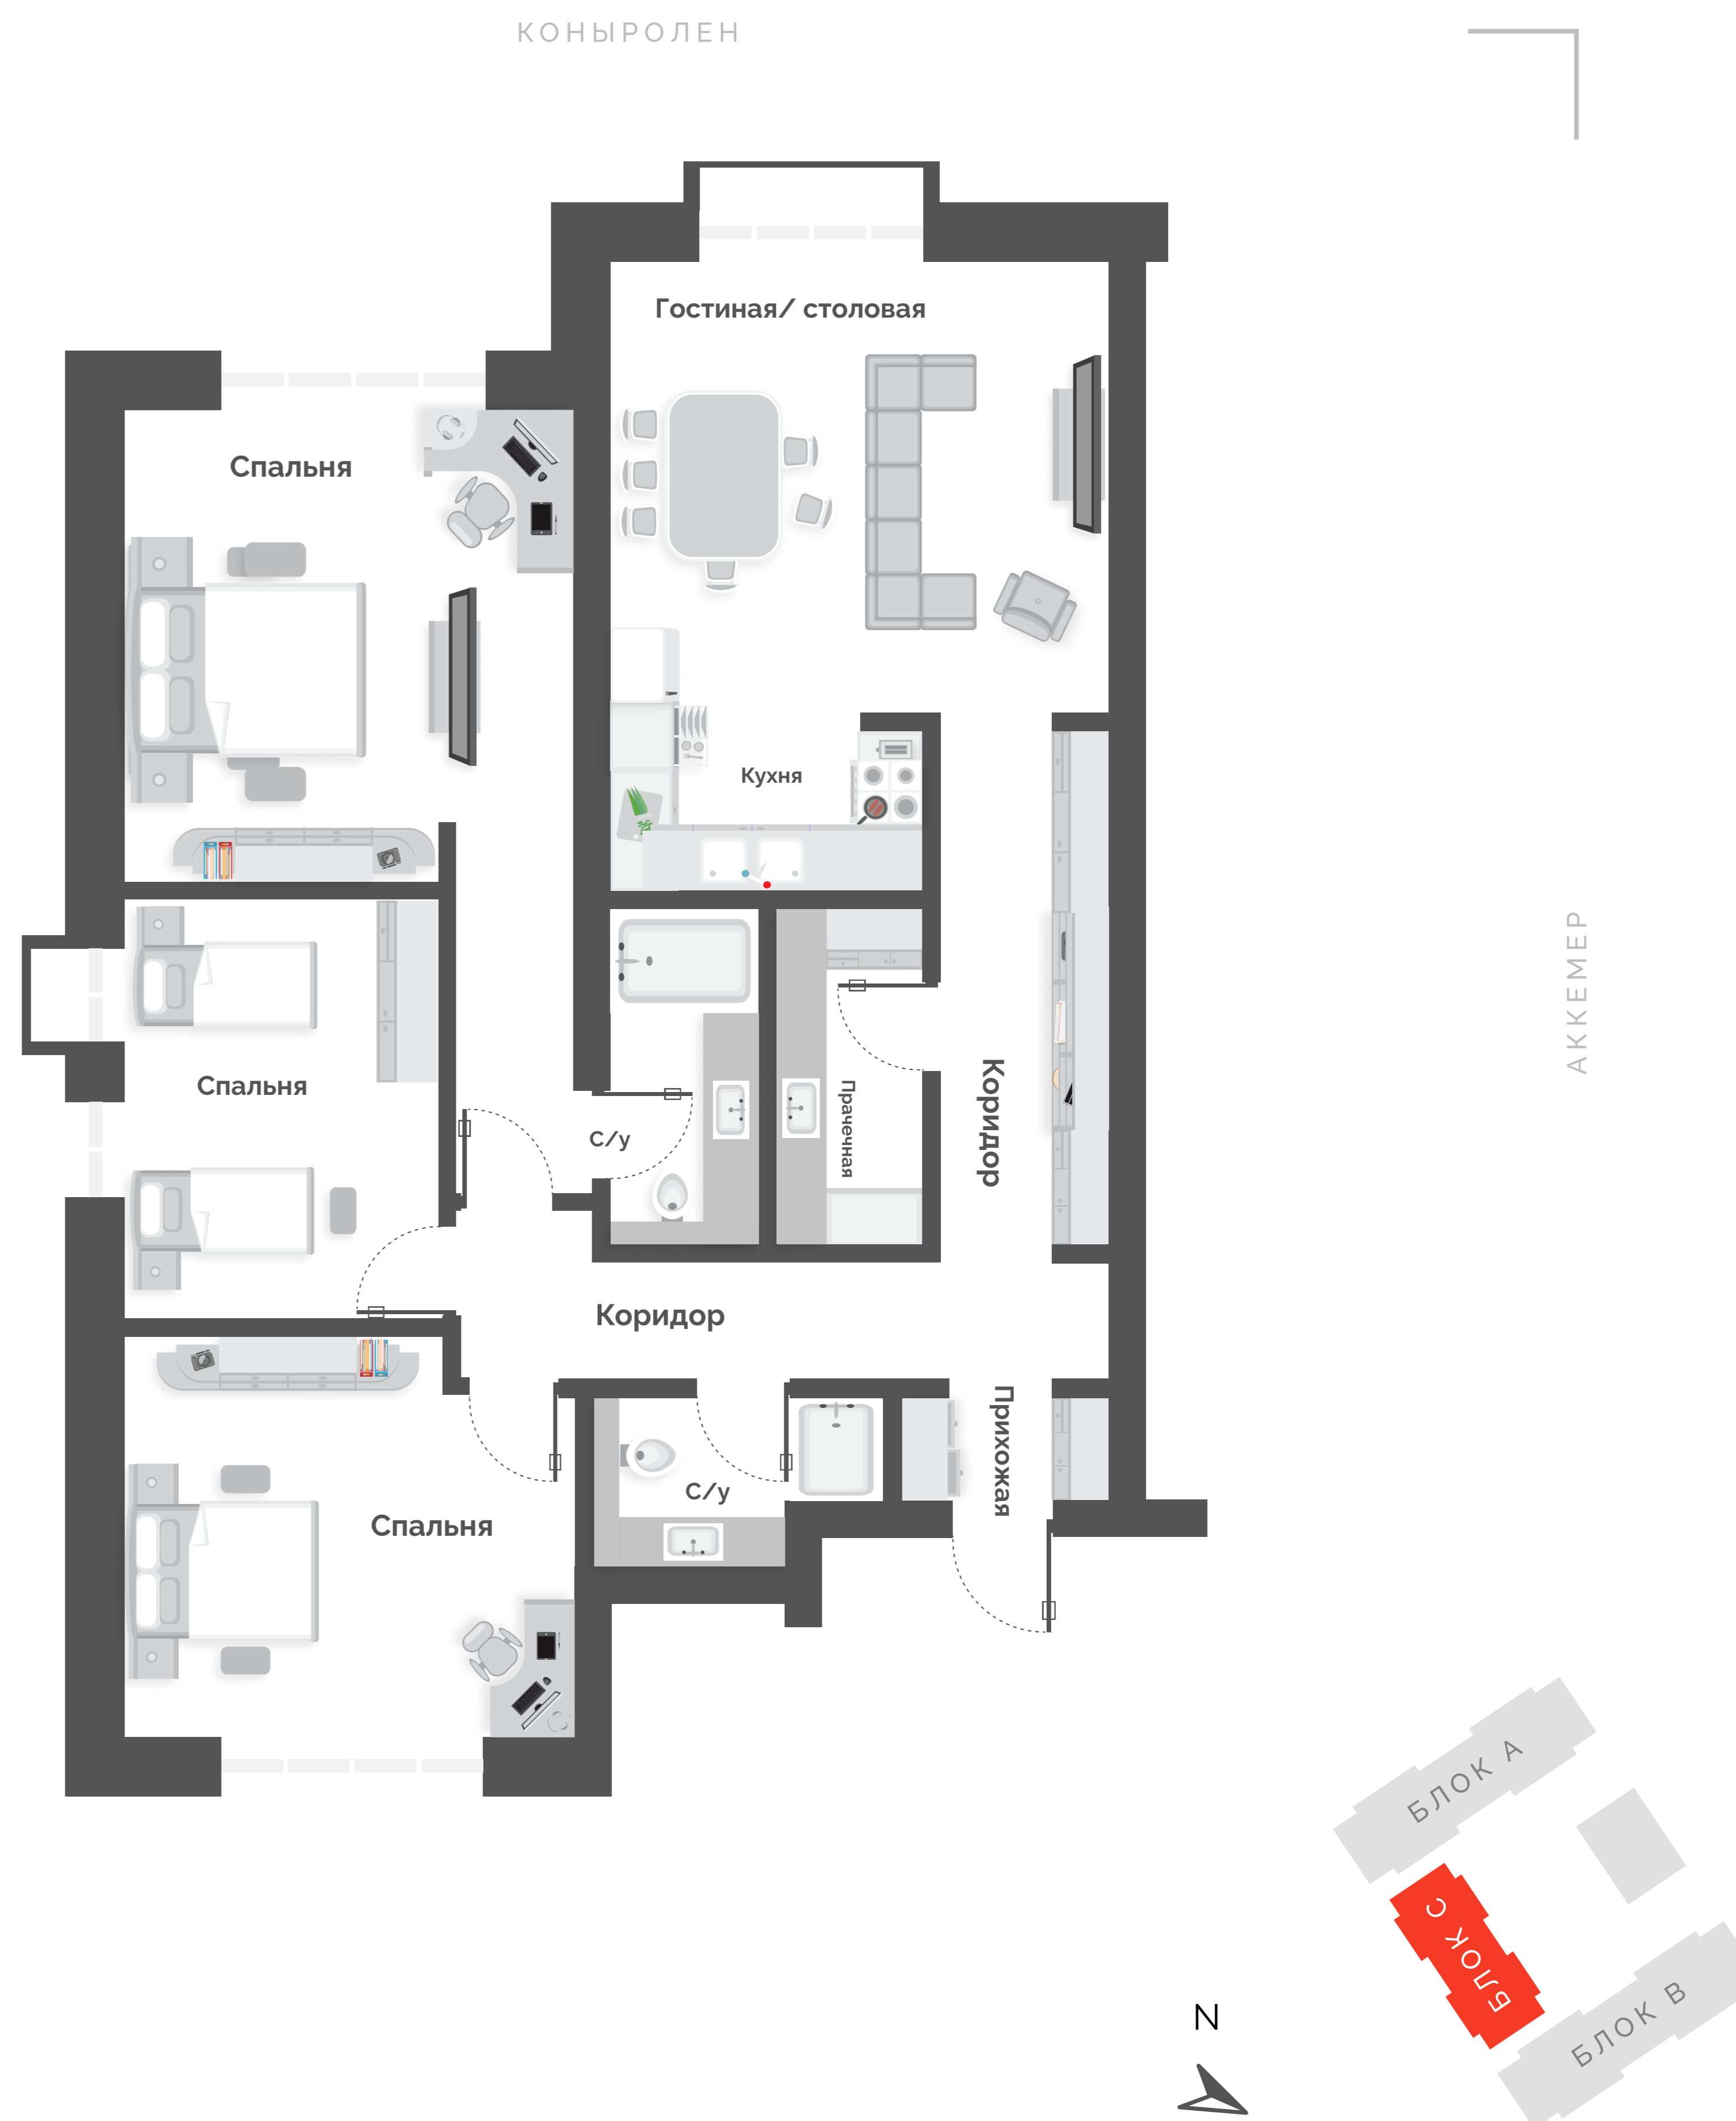 КОНЫРОЛЕН
Гостиная/ столовая
Спальня
Кухня
АККЕМЕР
Спальня
Коридор
Прачечная
С/у
Коридор
Прихожая
С/у
Спальня
БЛОК А
БЛОК С
БЛОК В
N